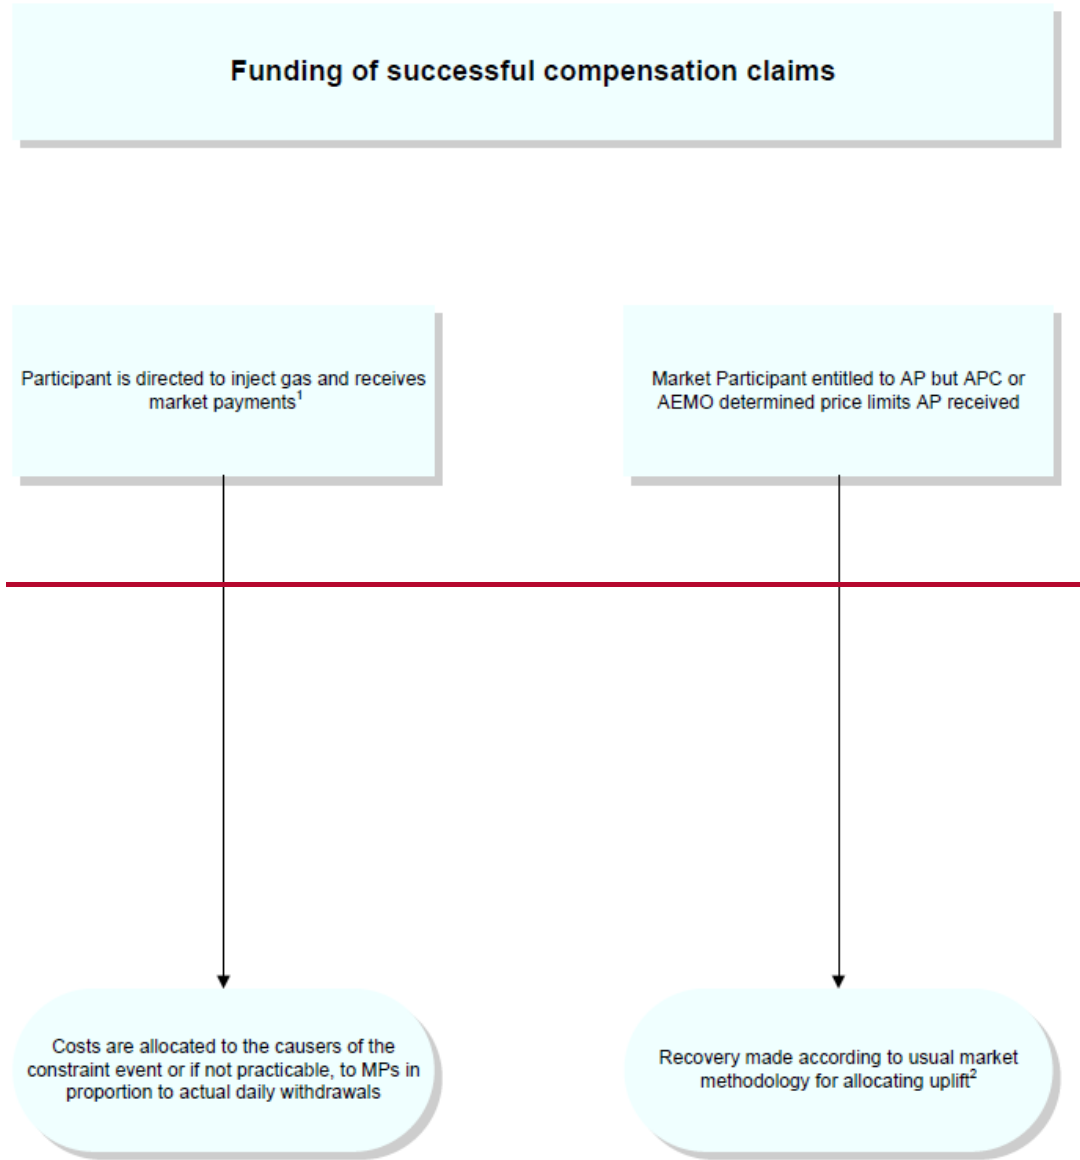 Funding of successful compensation claims
Participant is directed to inject gas and receives
market payments1
Market Participant entitled to AP but APC or
AEMO determined price limits AP received
Costs are allocated to the causers of the
constraint event or if not practicable, to MPs in
proportion to actual daily withdrawals
Recovery made according to usual market
methodology for allocating uplift2